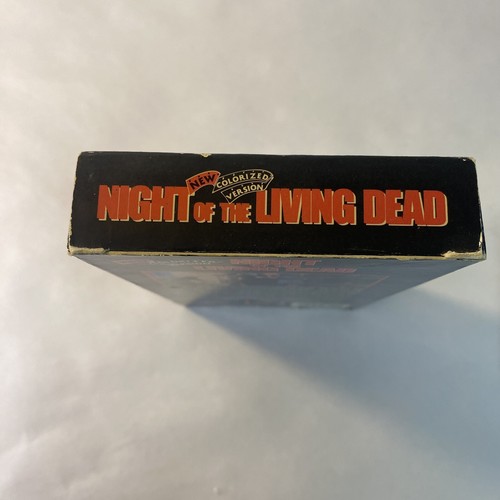 NEW COLORIZED VERSION
NIGHT OF THE LIVING DEAD